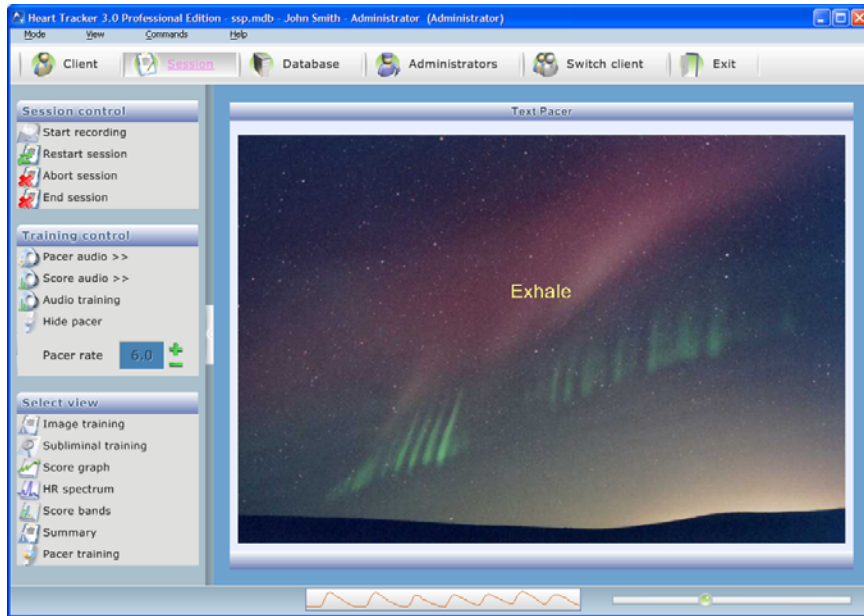 Heart Tracker 3.0 Professional Edition - ssp.mdb - John Smith - Administrator (Administrator)
Mode View Commands Help
Client Session Database Administrators Switch client Exit
Session control
Start recording
Restart session
Abort session
End session
Training control
Pacer audio >>
Score audio >>
Audio training
Hide pacer
Pacer rate 6.0
Select view
Image training
Subliminal training
Score graph
HR spectrum
Score bands
Summary
Pacer training
Text Pacer
Exhale